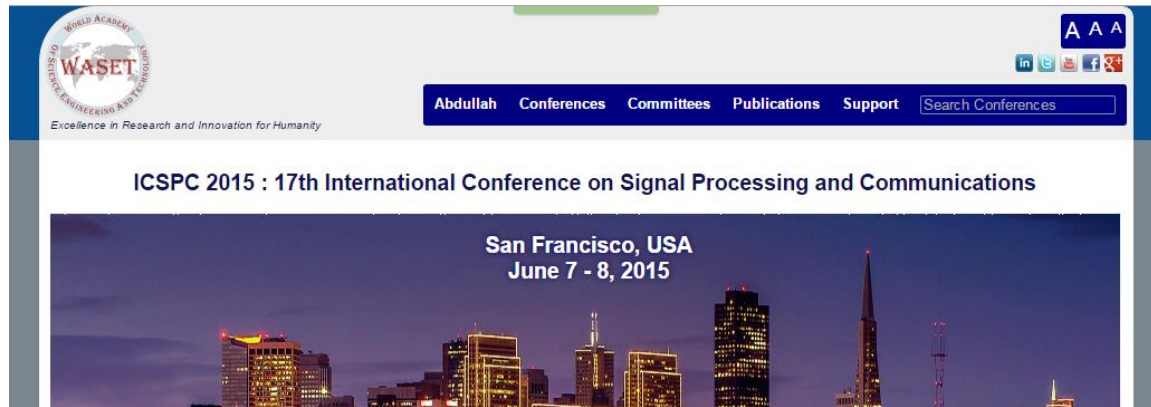 WORLD ACADEMY
OF SCIENCE, ENGINEERING AND TECHNOLOGY
WASET
Excellence in Research and Innovation for Humanity
A A A
Abdullah Conferences Committees Publications Support Search Conferences
ICSPC 2015 : 17th International Conference on Signal Processing and Communications
San Francisco, USA
June 7 - 8, 2015